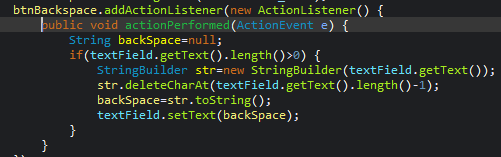 btnBackspace.addActionListener(new ActionListener() {
    public void actionPerformed(ActionEvent e) {
        String backSpace=null;
        if(textField.getText().length()>0) {
            StringBuilder str=new StringBuilder(textField.getText());
            str.deleteCharAt(textField.getText().length()-1);
            backSpace=str.toString();
            textField.setText(backSpace);
        }
    }